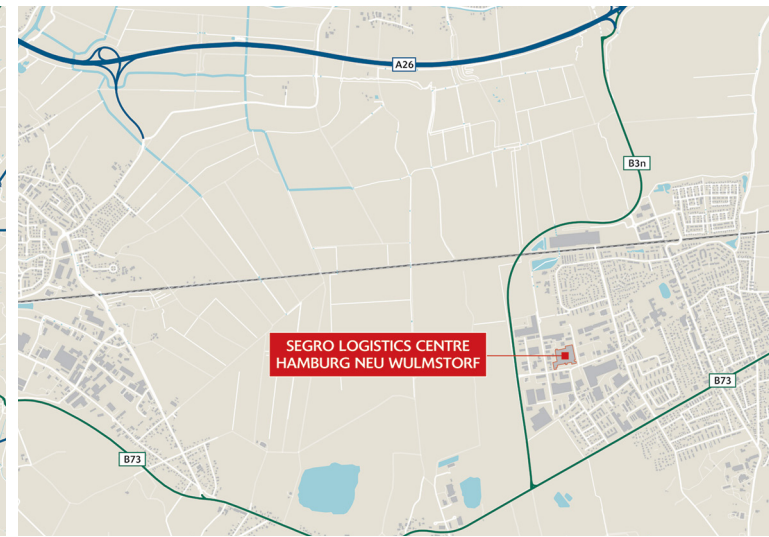 A26
B3n
SEGRO LOGISTICS CENTRE
HAMBURG NEU WULMSTORF
B73
B73